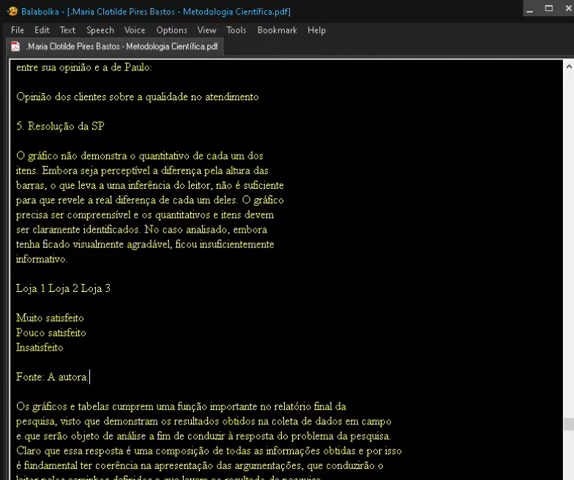 Balabolka - [.Maria Clotilde Pires Bastos - Metodologia Científica.pdf]
File Edit Text Speech Voice Options View Tools Bookmark Help
.Maria Clotilde Pires Bastos - Metodologia Científica.pdf
entre sua opinião e a de Paulo:
Opinião dos clientes sobre a qualidade no atendimento
5. Resolução da SP
O gráfico não demonstra o quantitativo de cada um dos
itens. Embora seja perceptível a diferença pela altura das
barras, o que leva a uma inferência do leitor, não é suficiente
para que revele a real diferença de cada um deles. O gráfico
precisa ser compreensível e os quantitativos e itens devem
ser claramente identificados. No caso analisado, embora
tenha ficado visualmente agradável, ficou insuficientemente
informativo.
Loja 1 Loja 2 Loja 3
Muito satisfeito
Pouco satisfeito
Insatisfeito
Fonte: A autora.
Os gráficos e tabelas cumprem uma função importante no relatório final da
pesquisa, visto que demonstram os resultados obtidos na coleta de dados em campo
e que serão objeto de análise a fim de conduzir à resposta do problema da pesquisa.
Claro que essa resposta é uma composição de todas as informações obtidas e por isso
é fundamental ter coerência na apresentação das argumentações, que conduzirão o